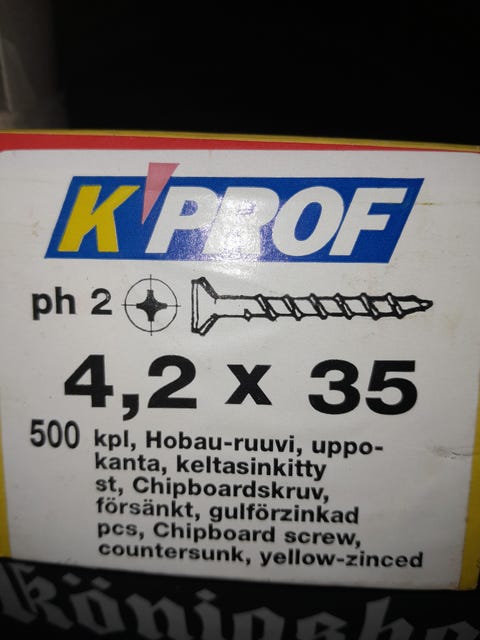 K'PROF
ph 2
4,2 x 35
500 kpl, Hobau-ruuvi, uppo-
kanta, keltasinkitty
st, Chipboardskruv,
försänkt, gulförzinkad
pcs, Chipboard screw,
countersunk, yellow-zinced